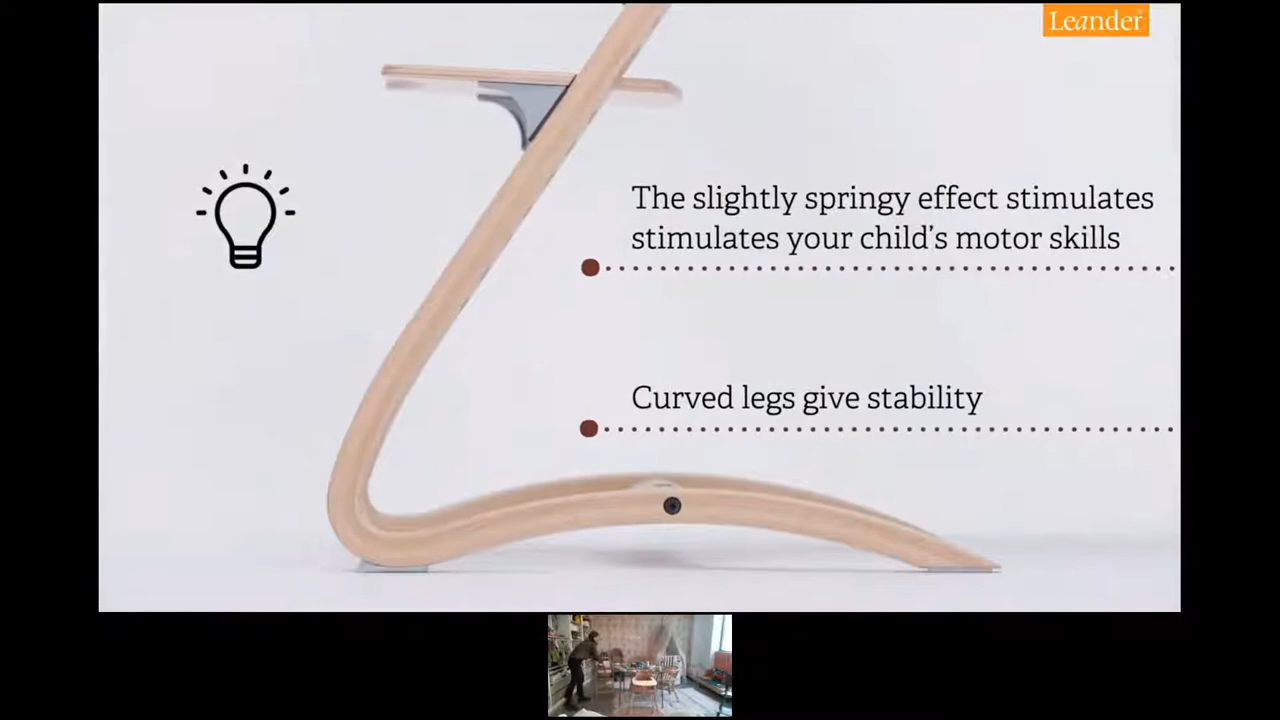 Leander
The slightly springy effect stimulates
stimulates your child's motor skills
Curved legs give stability